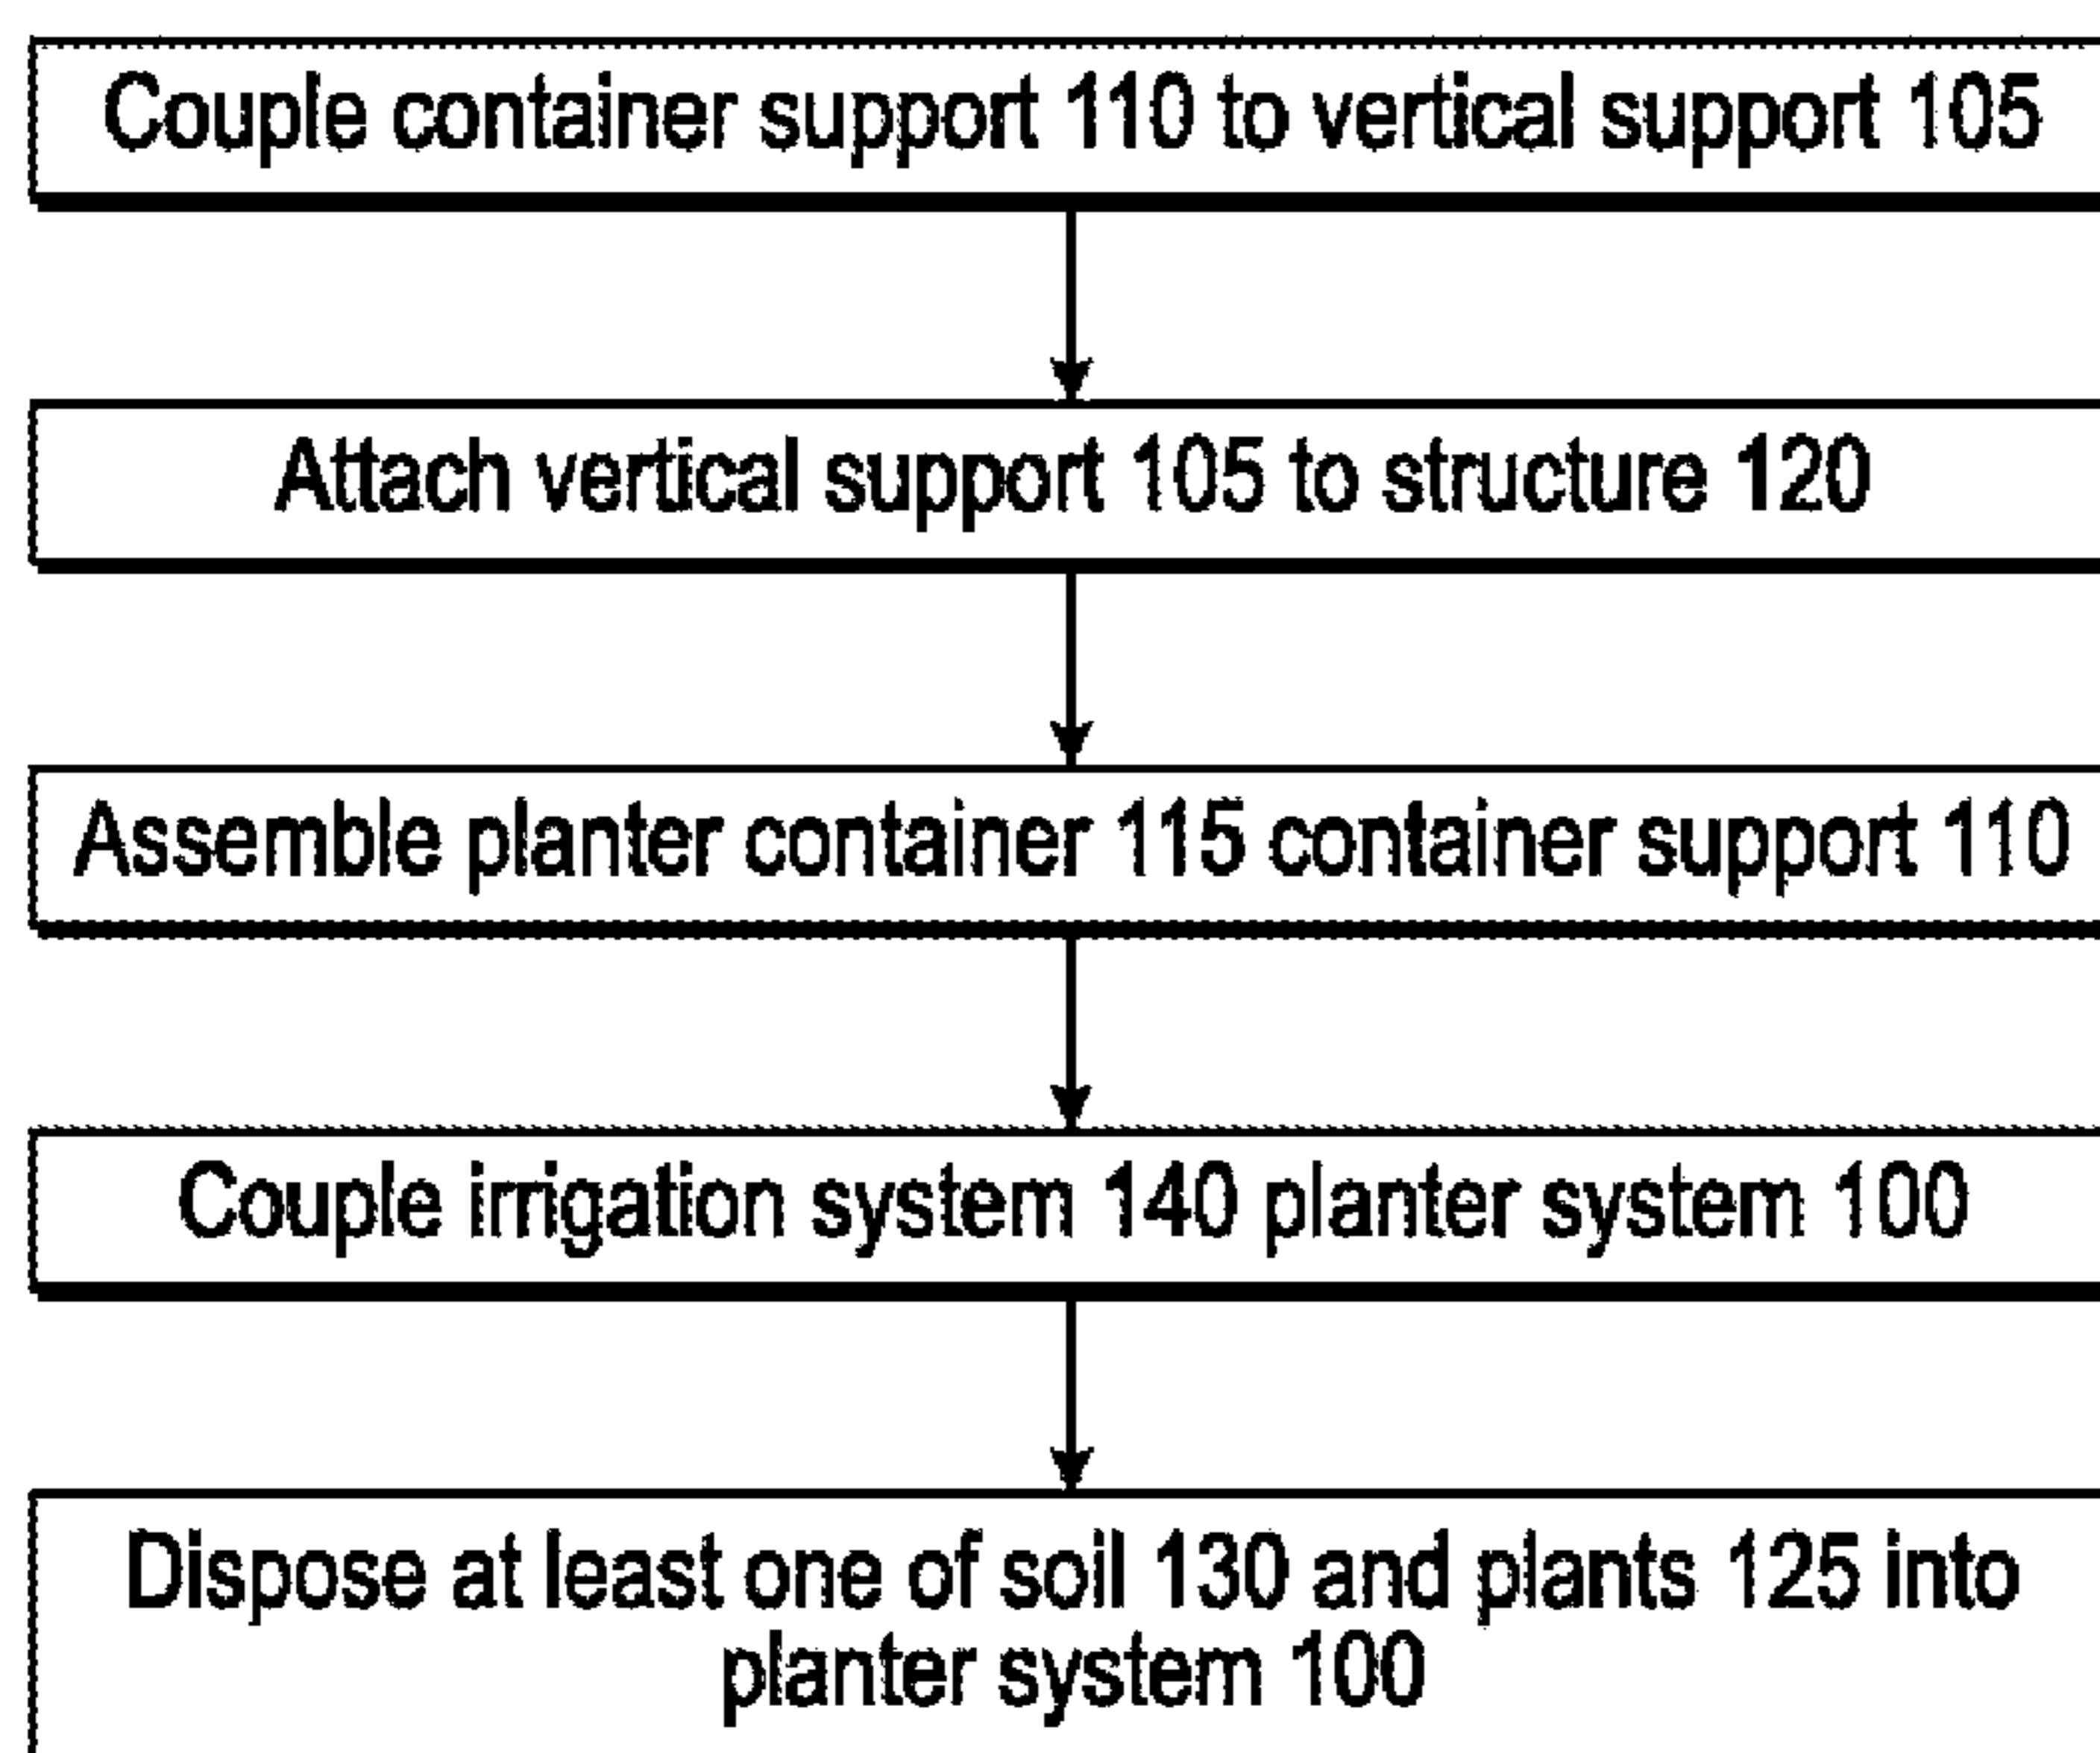 Couple container support 110 to vertical support 105
Attach vertical support 105 to structure 120
Assemble planter container 115 container support 110
Couple irrigation system 140 planter system 100
Dispose at least one of soil 130 and plants 125 into
planter system 100